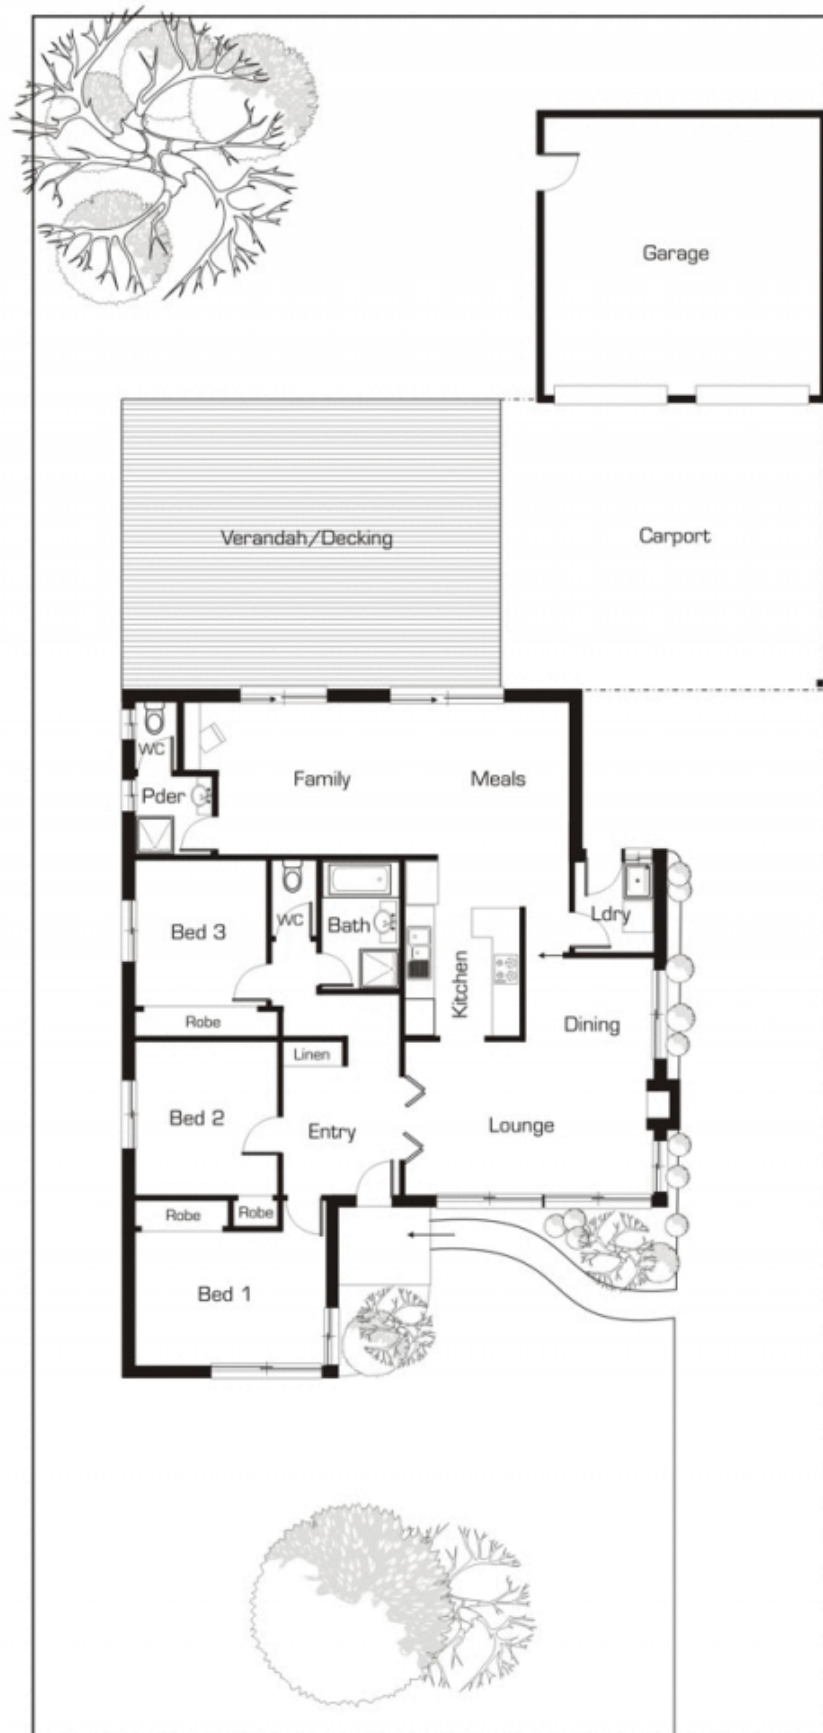 Garage
Verandah/Decking
Carport
WC
Family
Meals
Pder
Bed 3
WC
Bath
Ldry
Kitchen
Robe
Dining
Linen
Bed 2
Entry
Lounge
Robe
Robe
Bed 1